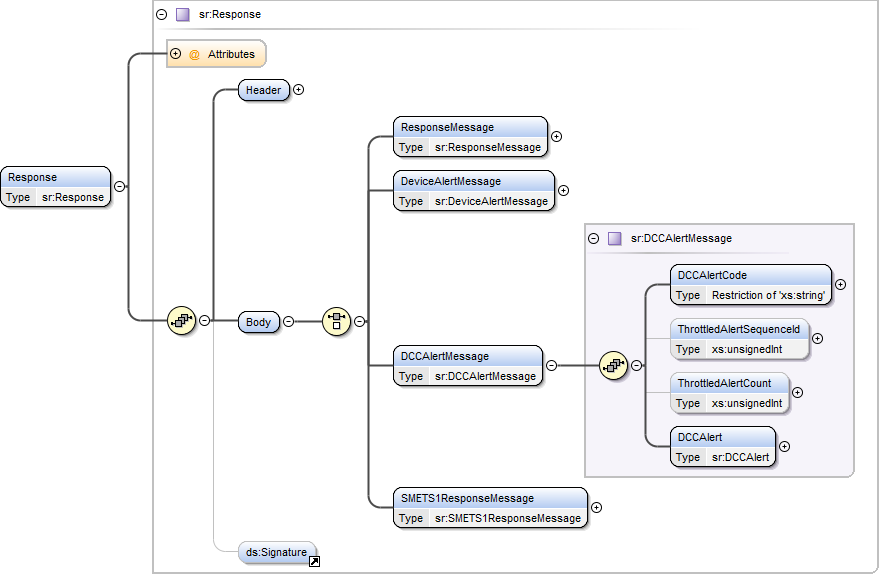 sr:Response
@ Attributes
Header
ResponseMessage
Type sr:ResponseMessage
Response
Type sr:Response
DeviceAlertMessage
Type sr:DeviceAlertMessage
sr:DCCAlertMessage
DCCAlertCode
Type Restriction of 'xs:string'
Body
ThrottledAlertSequenceId
Type xs:unsignedInt
DCCAlertMessage
Type sr:DCCAlertMessage
ThrottledAlertCount
Type xs:unsignedInt
DCCAlert
Type sr:DCCAlert
SMETS1ResponseMessage
Type sr:SMETS1ResponseMessage
ds:Signature